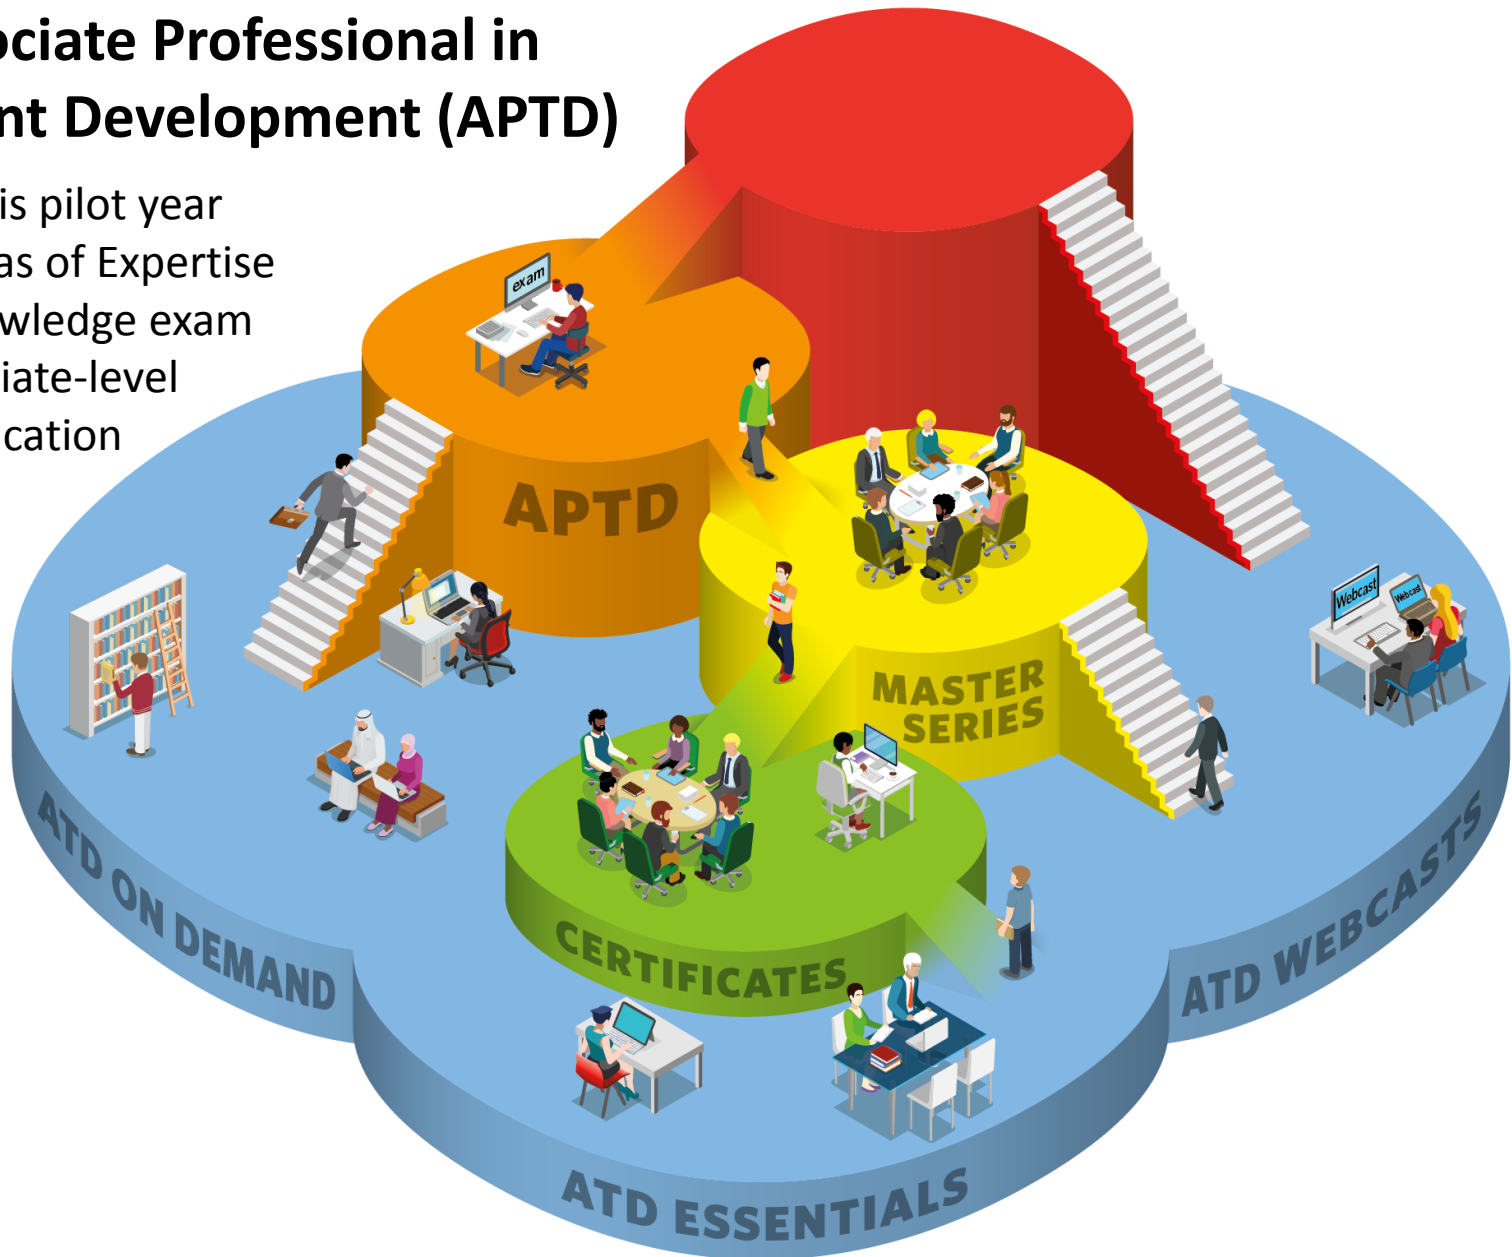 ociate Professional in
nt Development (APTD)
is pilot year
as of Expertise
wledge exam
iate-level
cation
exam
APTD
Webcast
Webcast
MASTER
SERIES
CERTIFICATES
ATD ON DEMAND
ATD WEBCASTS
ATD ESSENTIALS